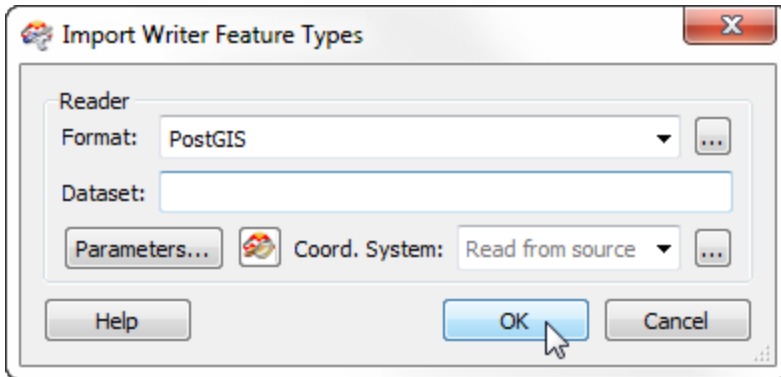 Import Writer Feature Types
Reader
Format: PostGIS ...
Dataset:
Parameters... Coord. System: Read from source ...
Help OK Cancel